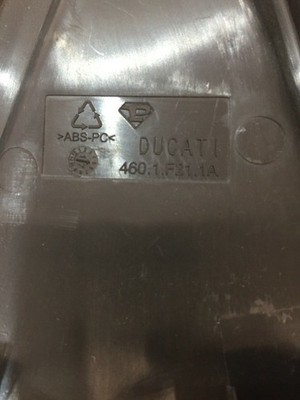 >ABS-PC<
DUCATI
460.1.F21.1A